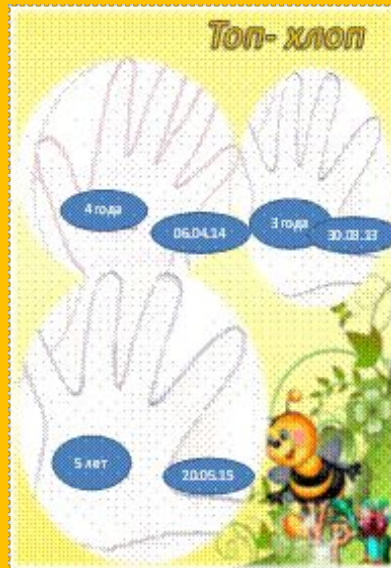 Топ- хлоп
4 года
06.04.14
3 года
30.03.13
5 лет
20.05.15